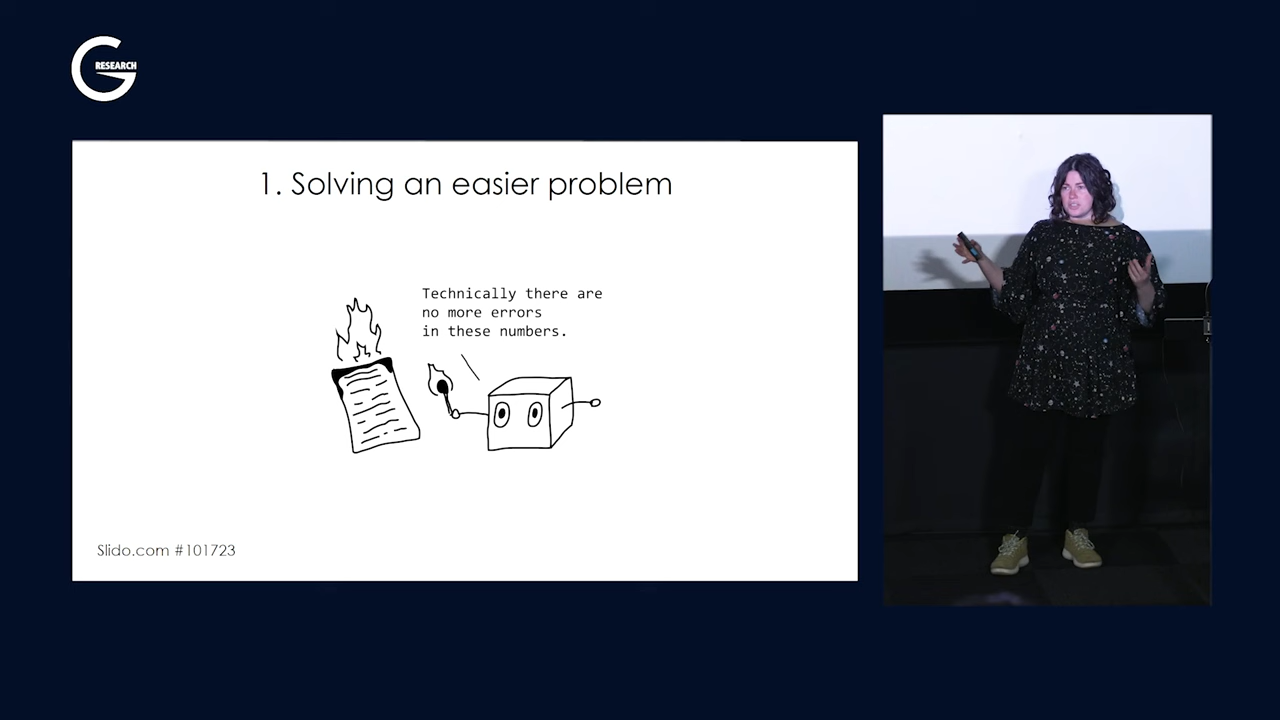 G
RESEARCH
1. Solving an easier problem
Technically there are
no more errors
in these numbers.
Slido.com #101723